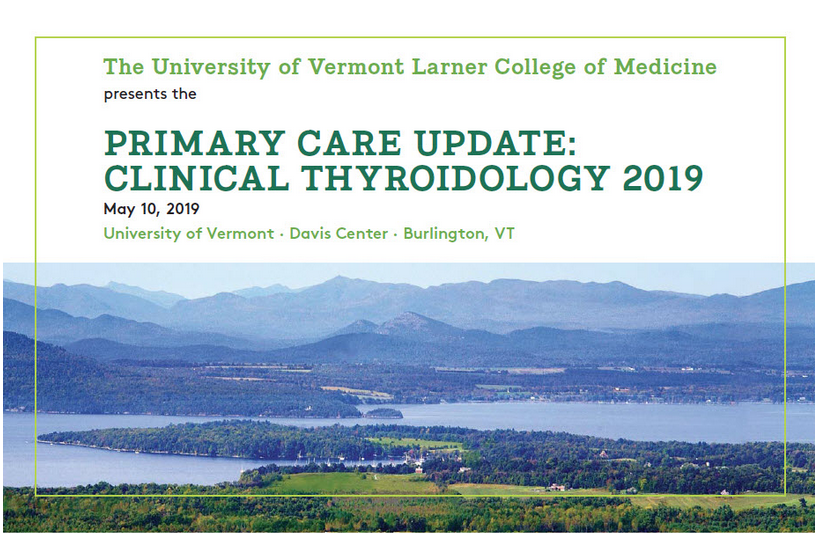 The University of Vermont Larner College of Medicine
presents the
PRIMARY CARE UPDATE:
CLINICAL THYROIDOLOGY 2019
May 10, 2019
University of Vermont · Davis Center · Burlington, VT